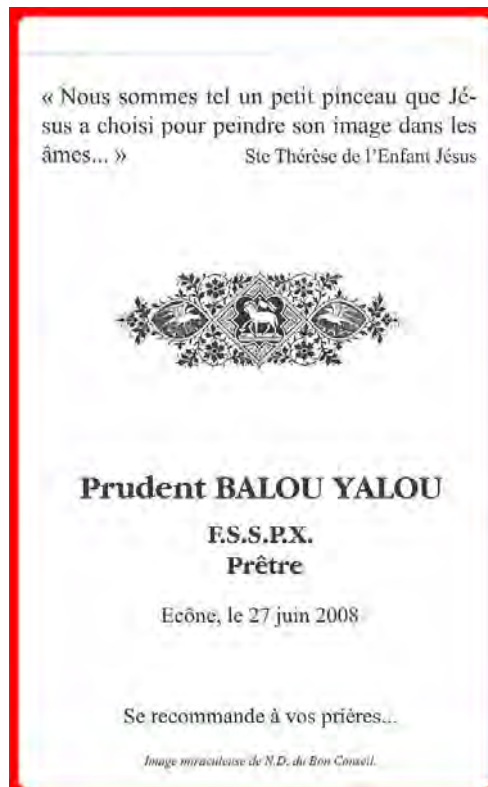 « Nous sommes tel un petit pinceau que Jé-
sus a choisi pour peindre son image dans les
âmes... » Ste Thérèse de l'Enfant Jésus
Prudent BALOU YALOU
F.S.S.P.X.
Prêtre
Ecône, le 27 juin 2008
Se recommande à vos prières...
Image miraculeuse de N.D. du Bon Conseil.